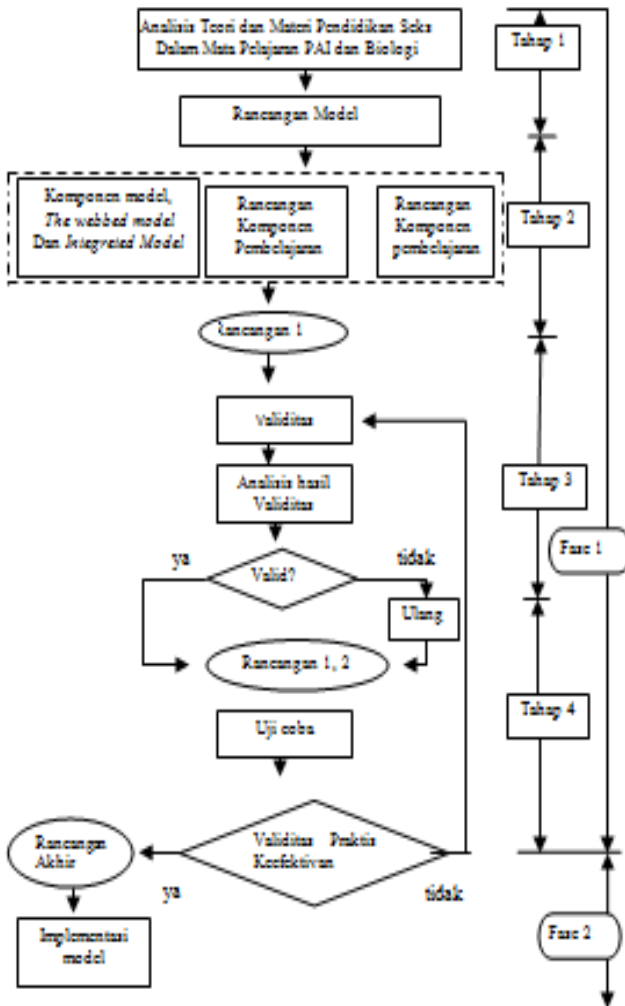 Analisis Teori dan Materi Pendidikan Seks
Dalam Mata Pelajaran PAI dan Biologi
Tahap 1
Rancangan Model
Komponen model,
The webbed model
Dan Integreted Model
Rancangan
Komponen
Pembelajaran
Rancangan
Komponen
pembelajaran
Tahap 2
Rancangan 1
Validitas
Analisis hasil
Validitas
Tahap 3
ya
Valid?
tidak
Fase 1
Ulang
Rancangan 1, 2
Tahap 4
Uji coba
Validitas Praktis
Keefektivan
Rancangan
Akhir
ya
tidak
Implementasi
model
Fase 2